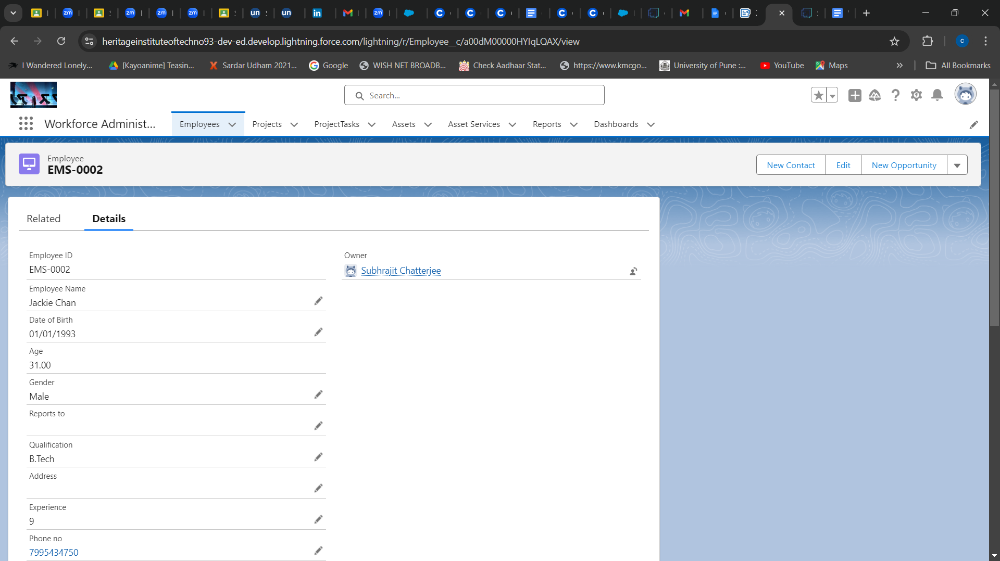 heritageinstituteoftechno93-dev-ed.develop.lightning.force.com/lightning/r/Employee__c/a00dM00000HYIqLQAX/view
I Wandered Lonely... [Kayoanime] Teasin... Sardar Udham 2021... Google WISH NET BROADB... Check Aadhaar Stat... https://www.kmcgo... University of Pune :... YouTube Maps » All Bookmarks
Search...
Workforce Administ... Employees Projects ProjectTasks Assets Asset Services Reports Dashboards
Employee
EMS-0002
New Contact Edit New Opportunity
Related Details
Employee ID
EMS-0002
Owner
Subhrajit Chatterjee
Employee Name
Jackie Chan
Date of Birth
01/01/1993
Age
31.00
Gender
Male
Reports to
Qualification
B.Tech
Address
Experience
9
Phone no
7995434750